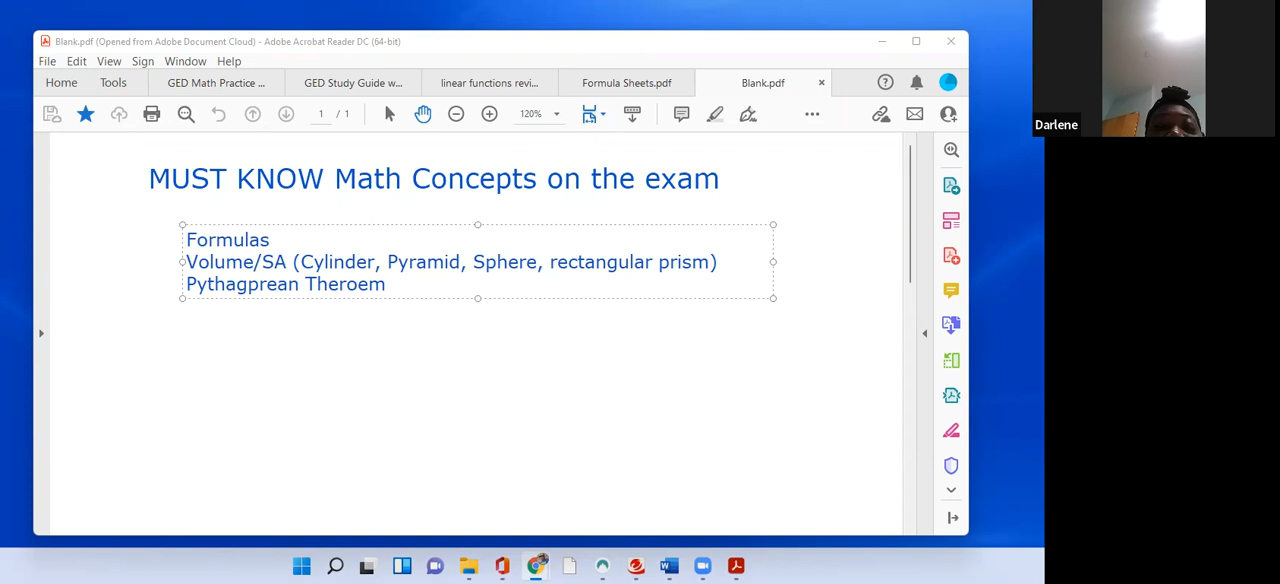 Blank.pdf (Opened from Adobe Document Cloud) - Adobe Acrobat Reader DC (64-bit)
File Edit View Sign Window Help
Home Tools GED Math Practice ... GED Study Guide w... linear functions revi... Formula Sheets.pdf Blank.pdf
1 / 1 120%
Darlene
MUST KNOW Math Concepts on the exam
Formulas
Volume/SA (Cylinder, Pyramid, Sphere, rectangular prism)
Pythagprean Theroem